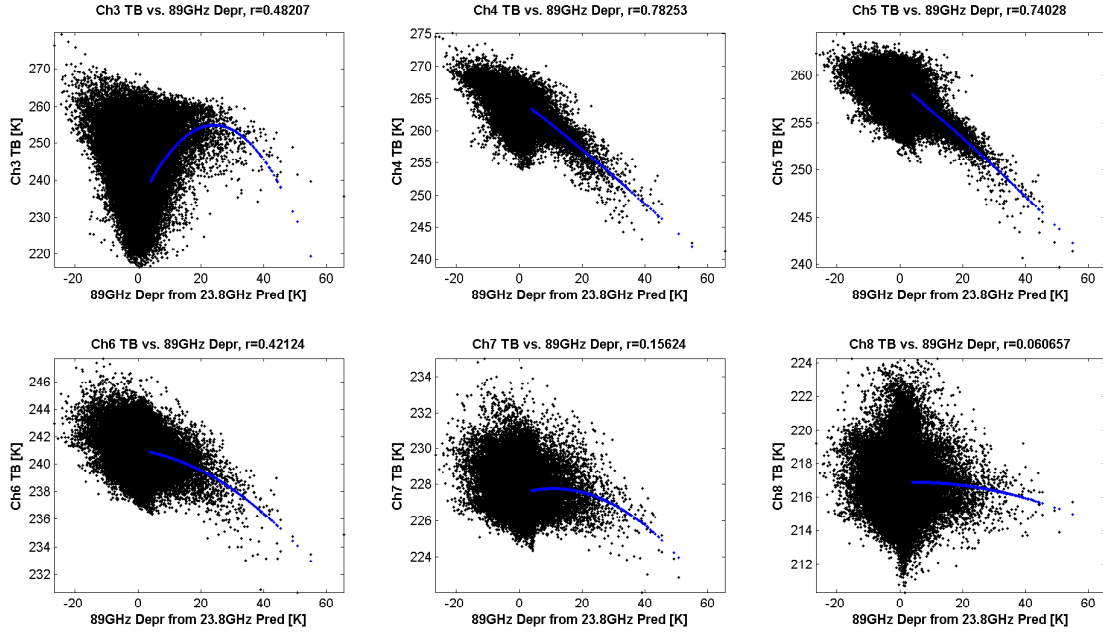 Ch3 TB vs. 89GHz Depr, r=0.48207
Ch4 TB vs. 89GHz Depr, r=0.78253
Ch5 TB vs. 89GHz Depr, r=0.74028
270
260
250
240
230
220
Ch3 TB [K]
-20 0 20 40 60
89GHz Depr from 23.8GHz Pred [K]
275
270
265
260
255
250
245
240
Ch4 TB [K]
-20 0 20 40 60
89GHz Depr from 23.8GHz Pred [K]
260
255
250
245
240
Ch5 TB [K]
-20 0 20 40 60
89GHz Depr from 23.8GHz Pred [K]
Ch6 TB vs. 89GHz Depr, r=0.42124
Ch7 TB vs. 89GHz Depr, r=0.15624
Ch8 TB vs. 89GHz Depr, r=0.060657
246
244
242
240
238
236
234
232
Ch6 TB [K]
-20 0 20 40 60
89GHz Depr from 23.8GHz Pred [K]
234
232
230
228
226
224
Ch7 TB [K]
-20 0 20 40 60
89GHz Depr from 23.8GHz Pred [K]
224
222
220
218
216
214
212
Ch8 TB [K]
-20 0 20 40 60
89GHz Depr from 23.8GHz Pred [K]